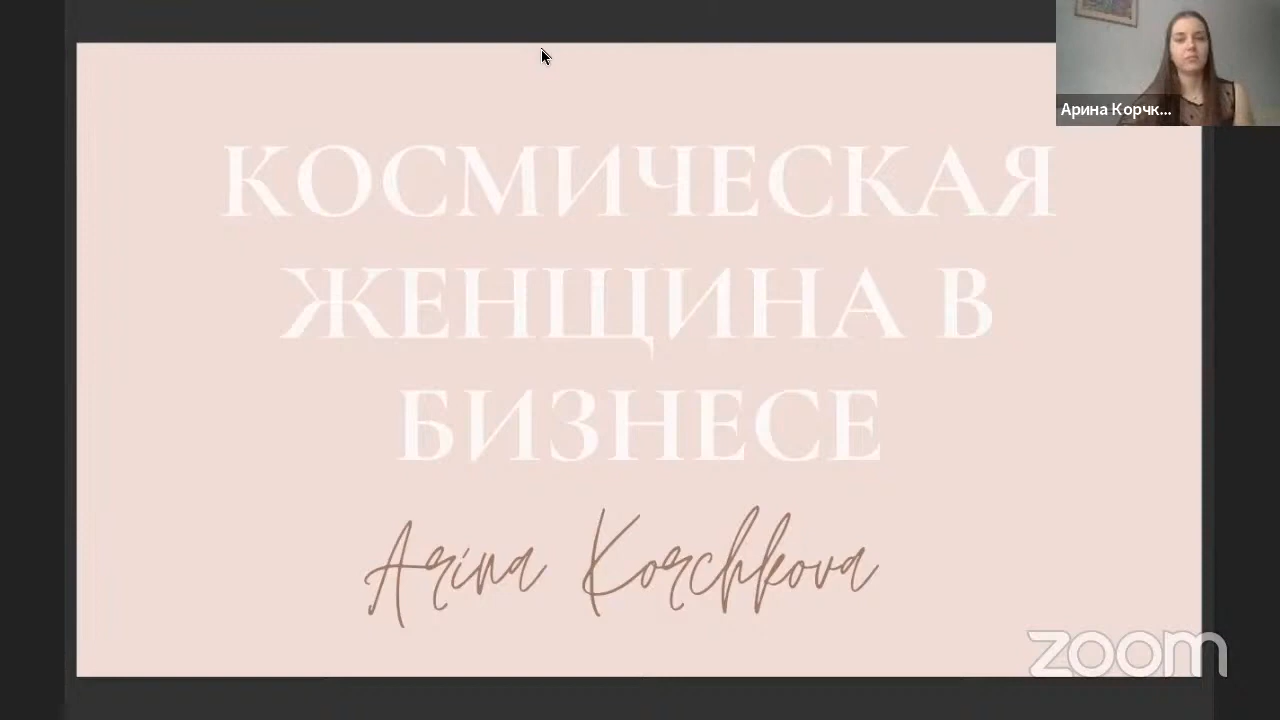 Арина Корчк...
КОСМИЧЕСКАЯ
ЖЕНЩИНА В
БИЗНЕСЕ
Arina Korchkova
zoom